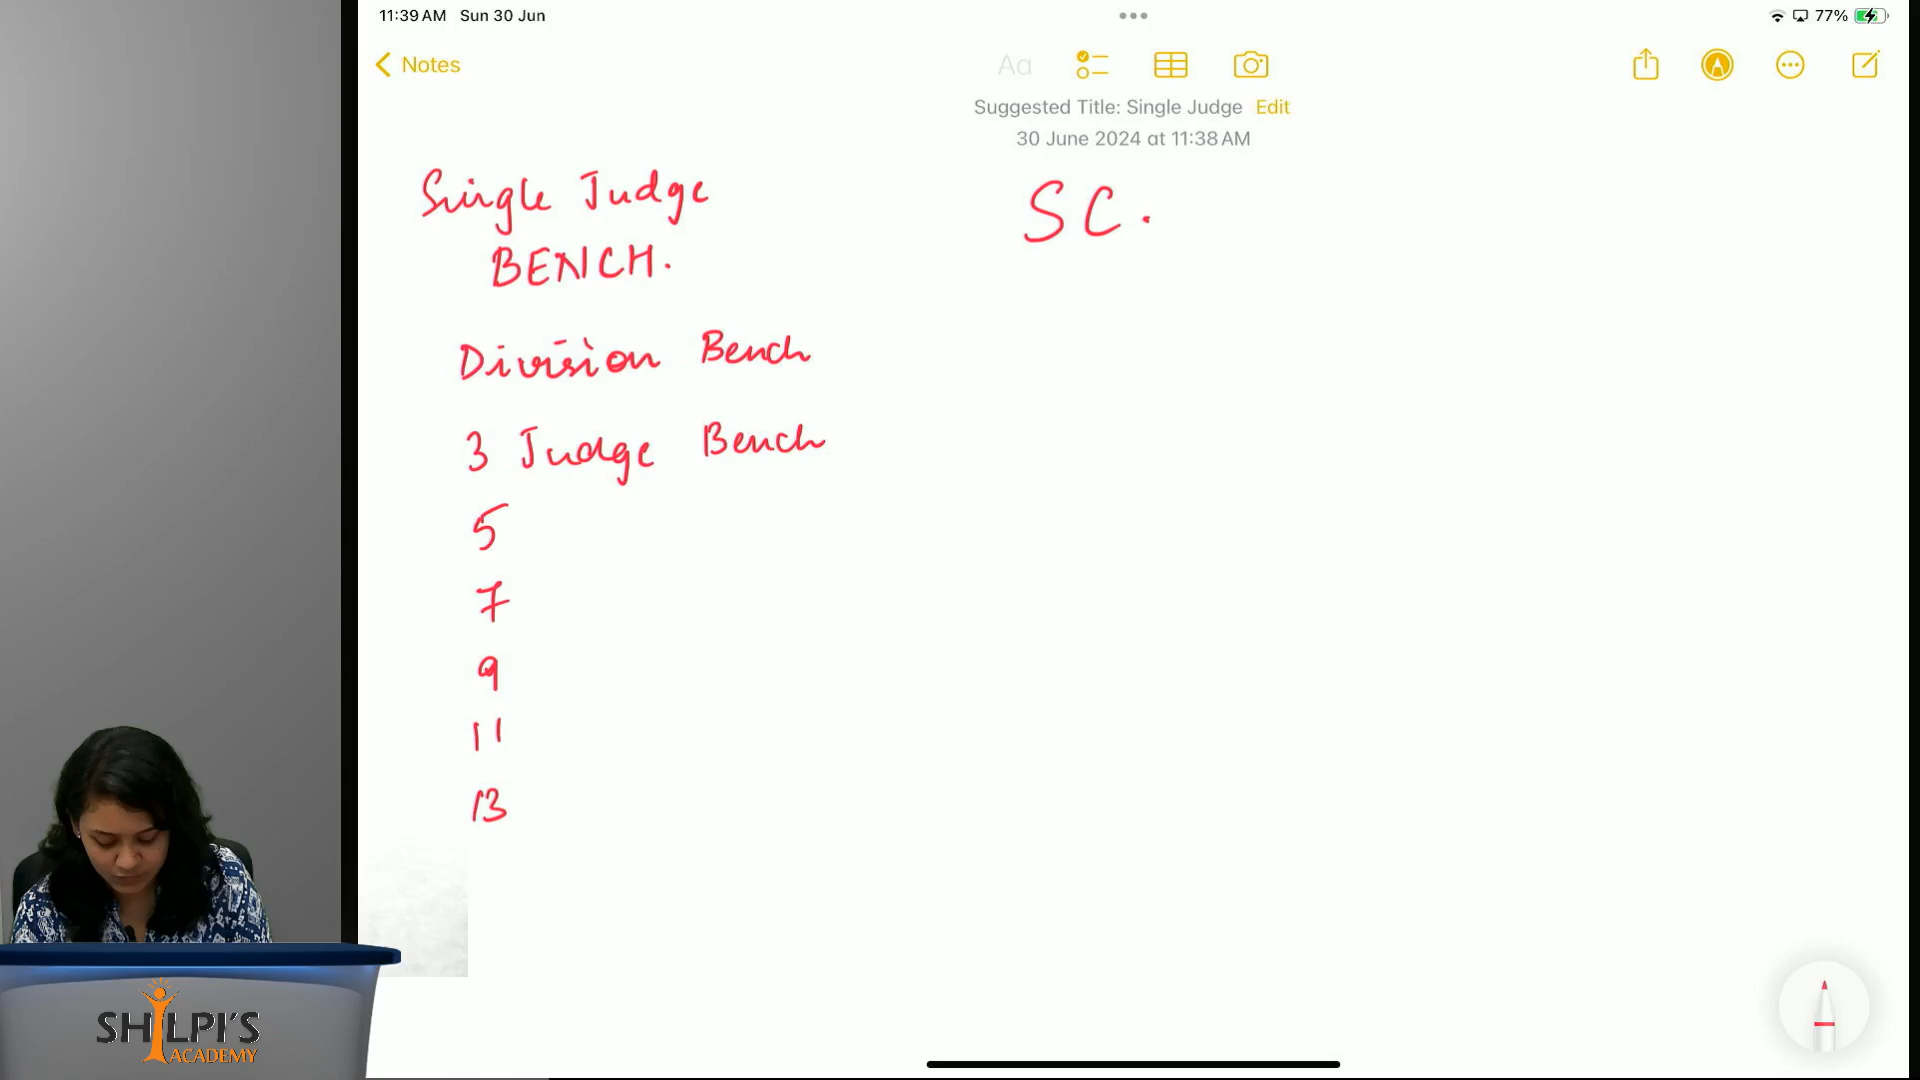 11:39 AM Sun 30 Jun
77%
Notes
Aa
Suggested Title: Single Judge Edit
30 June 2024 at 11:38 AM
Single Judge
BENCH.
SC.
Division Bench
3 Judge Bench
5
7
9
11
13
SHILPI'S
ACADEMY